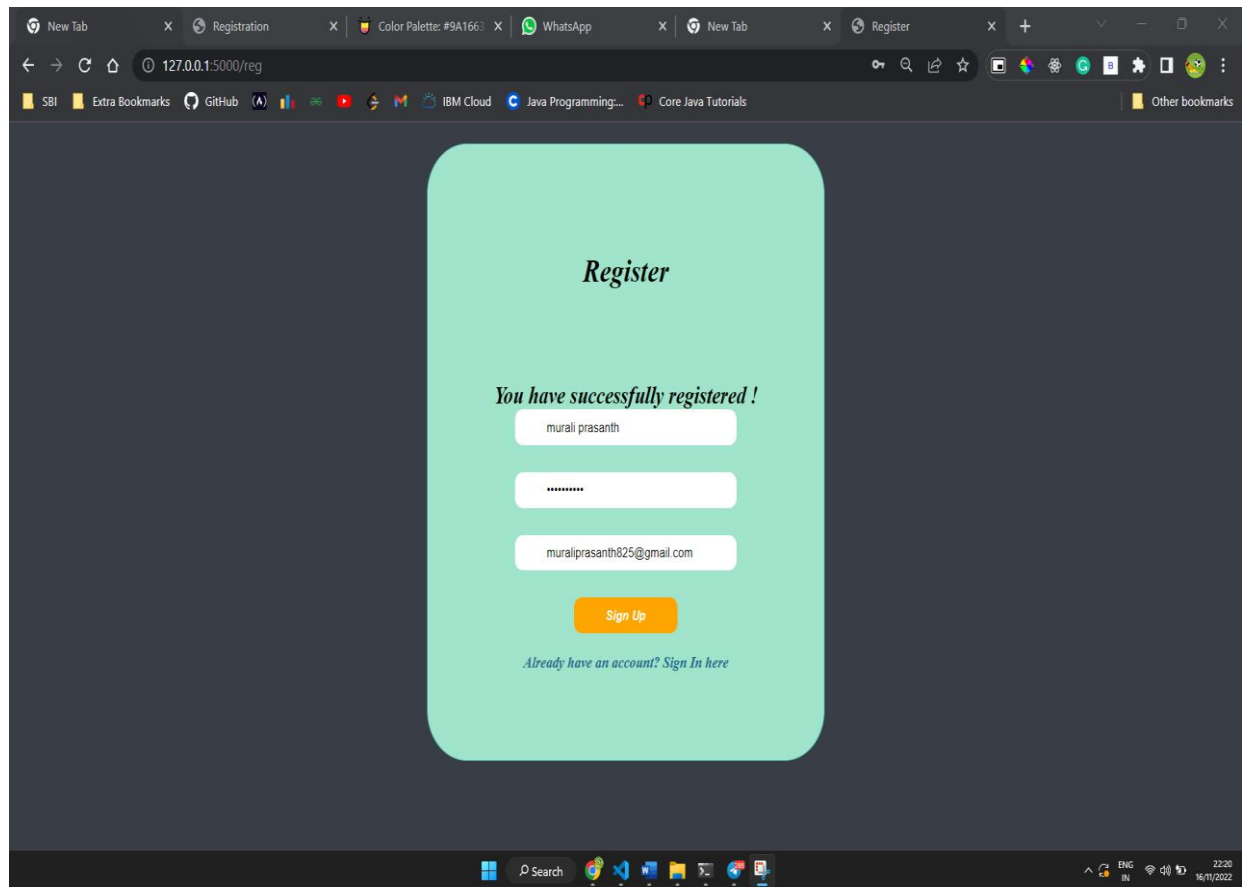 New Tab
Registration
Color Palette: #9A1663
WhatsApp
New Tab
Register
127.0.0.1:5000/reg
SBI
Extra Bookmarks
GitHub
IBM Cloud
Java Programming:...
Core Java Tutorials
Other bookmarks
Register
You have successfully registered !
murali prasanth
••••••••••
muraliprasanth825@gmail.com
Sign Up
Already have an account? Sign In here
Search
ENG
IN
22:20
16/11/2022